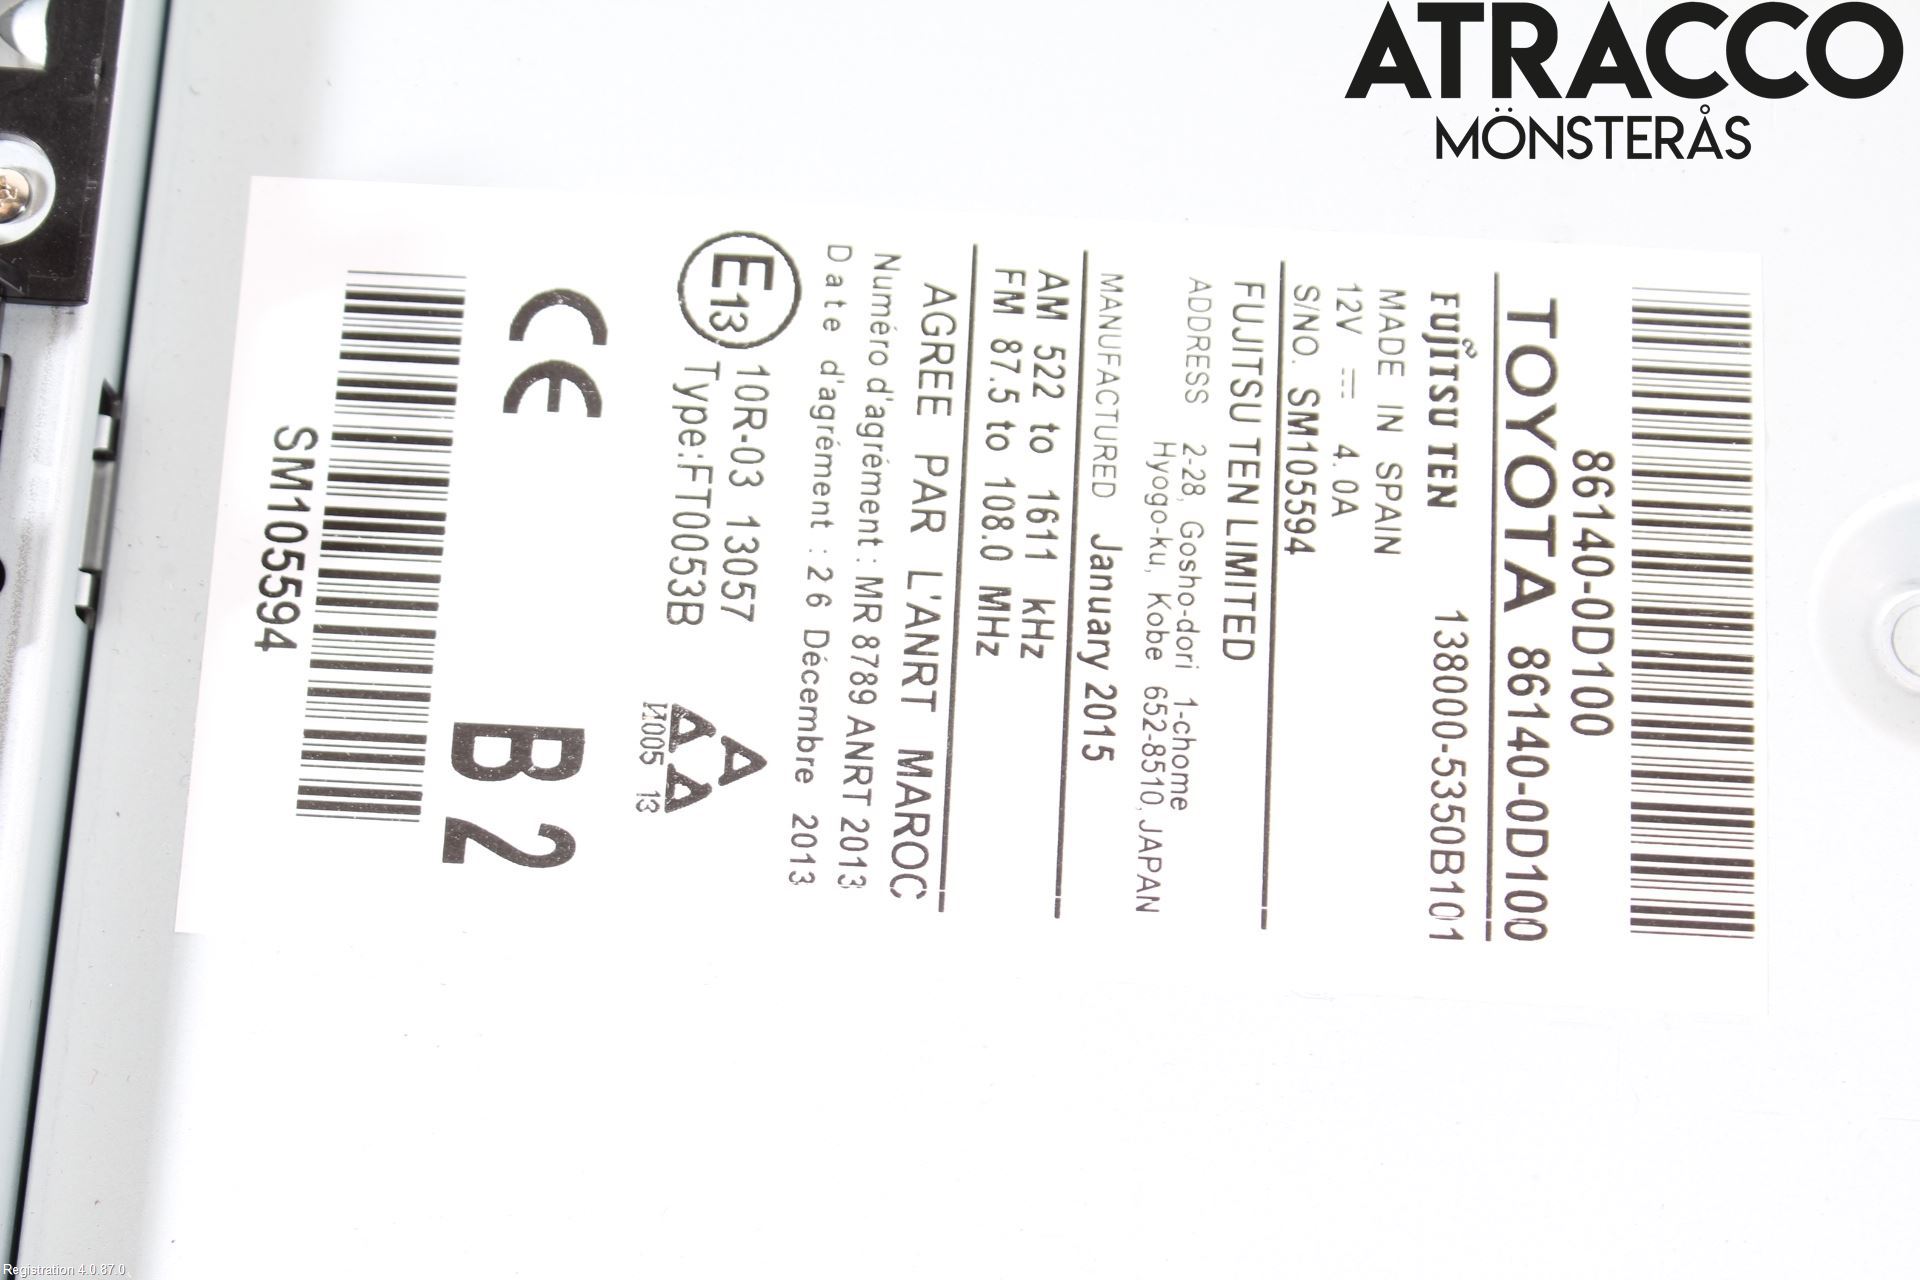 ATRACCO
MÖNSTERÅS
86140-0D100
TOYOTA 86140-0D100
FUJITSU TEN 138000-5350B101
MADE IN SPAIN
12V ⎓ 4.0A
S/NO. SM105594
FUJITSU TEN LIMITED
ADDRESS 2-28, Gosho-dori 1-chome
Hyogo-ku, Kobe 652-8510, JAPAN
MANUFACTURED January 2015
AM 522 to 1611 kHz
FM 87.5 to 108.0 MHz
AGREE PAR L'ANRT MAROC
Numéro d'agrément : MR 8789 ANRT 2013
Date d'agrément : 26 Décembre 2013
E13 10R-03 13057
Type:FT0053B
AAA
И005 13
CE B2
SM105594
Registration 4.0.87.0